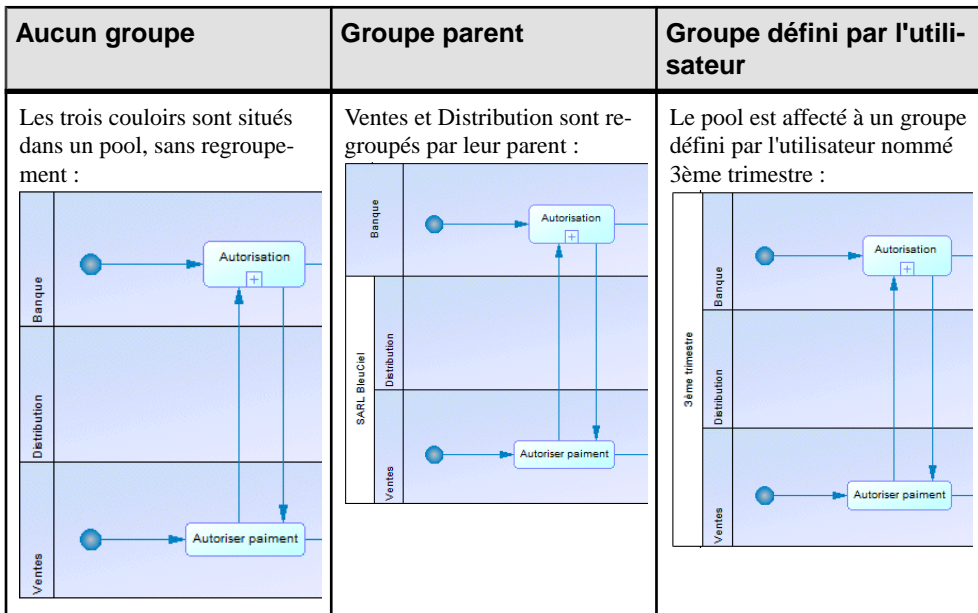 Aucun groupe
Groupe parent
Groupe défini par l'utili-
sateur
Les trois couloirs sont situés
dans un pool, sans regroupe-
ment :
Banque
Autorisation
Distribution
Ventes
Autoriser paiment
Ventes et Distribution sont re-
groupés par leur parent :
Banque
Autorisation
SARL BleuCiel
Distribution
Ventes
Autoriser paiment
Le pool est affecté à un groupe
défini par l'utilisateur nommé
3ème trimestre :
3ème trimestre
Banque
Autorisation
Distribution
Ventes
Autoriser paiment